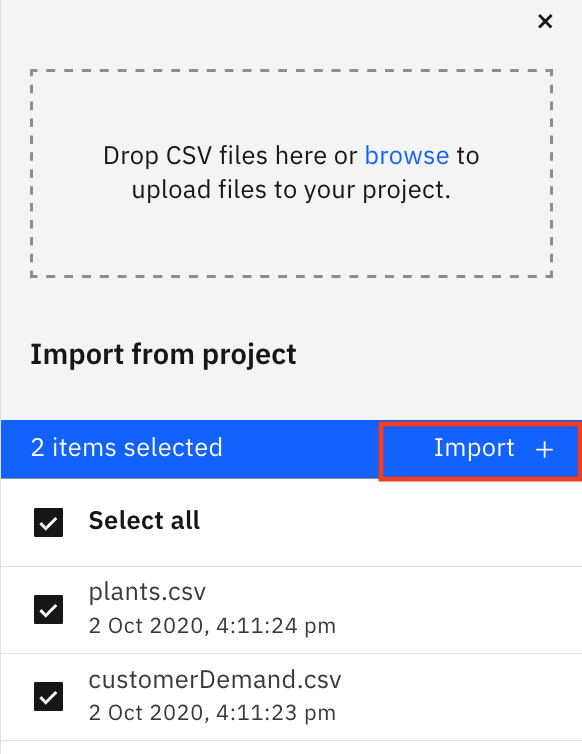 Drop CSV files here or browse to
upload files to your project.
Import from project
2 items selected
Import +
Select all
plants.csv
2 Oct 2020, 4:11:24 pm
customerDemand.csv
2 Oct 2020, 4:11:23 pm